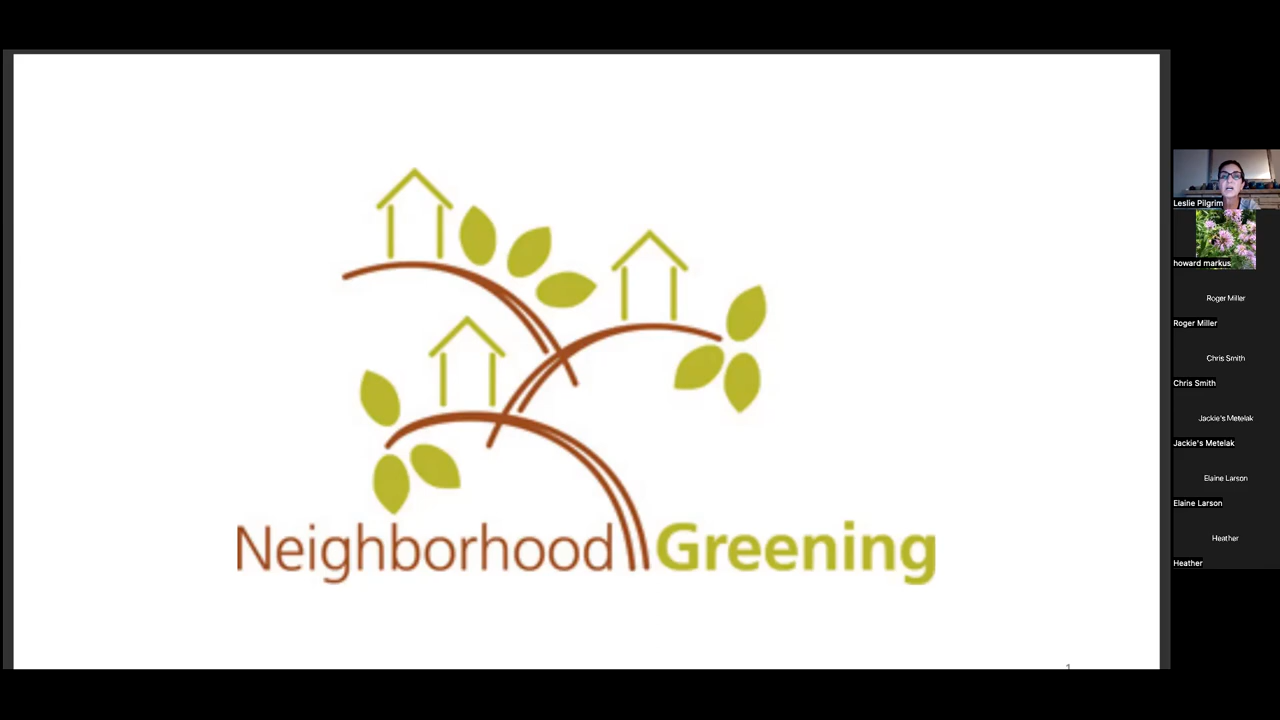 Neighborhood Greening
1
Leslie Pilgrim
howard markus
Roger Miller
Roger Miller
Chris Smith
Chris Smith
Jackie's Metelak
Jackie's Metelak
Elaine Larson
Elaine Larson
Heather
Heather